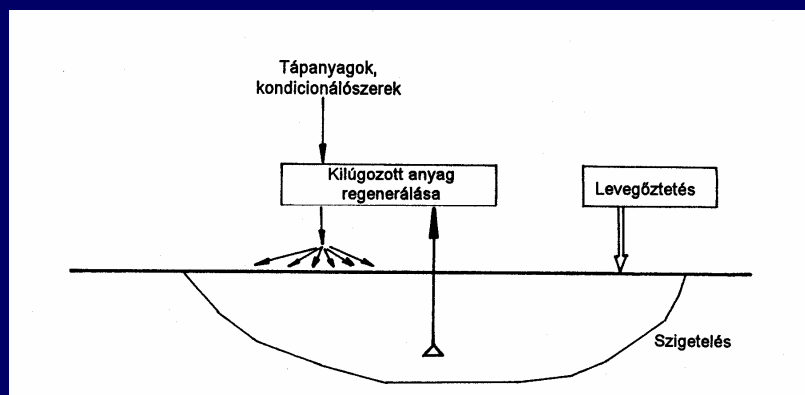 Tápanyagok,
kondicionálószerek
Kilúgozott anyag
regenerálása
Levegőztetés
Szigetelés